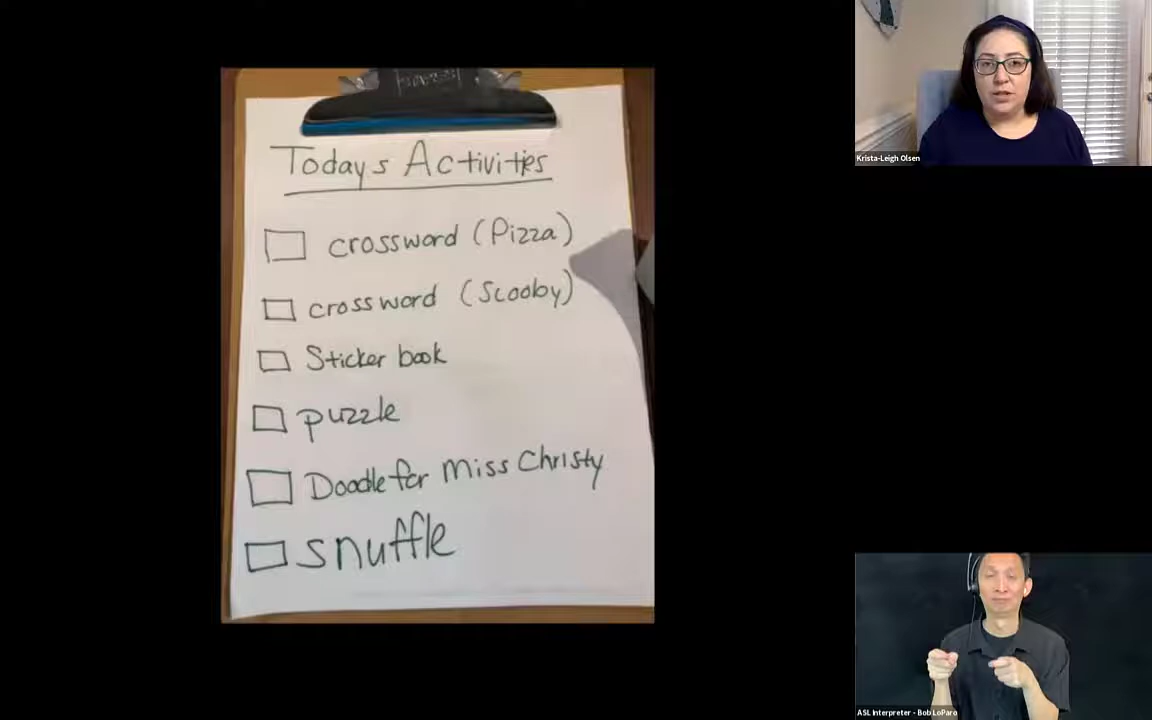 Todays Activities
crossword (Pizza)
crossword (Scooby)
Sticker book
puzzle
Doodle for Miss Christy
snuffle
Krista-Leigh Olsen
ASL Interpreter - Bob LoParo